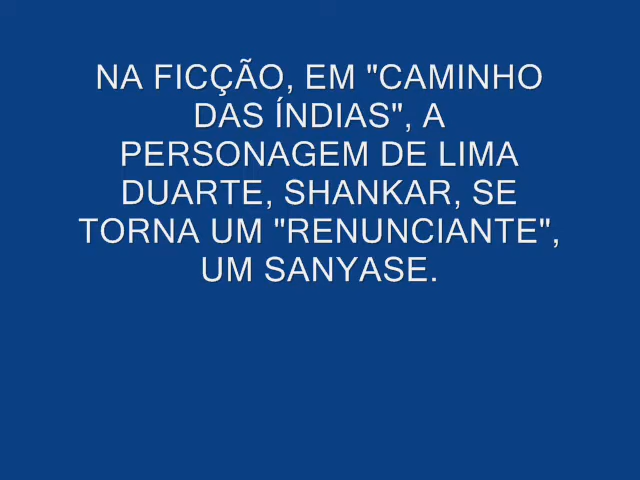 NA FICÇÃO, EM "CAMINHO
DAS ÍNDIAS", A
PERSONAGEM DE LIMA
DUARTE, SHANKAR, SE
TORNA UM "RENUNCIANTE",
UM SANYASE.